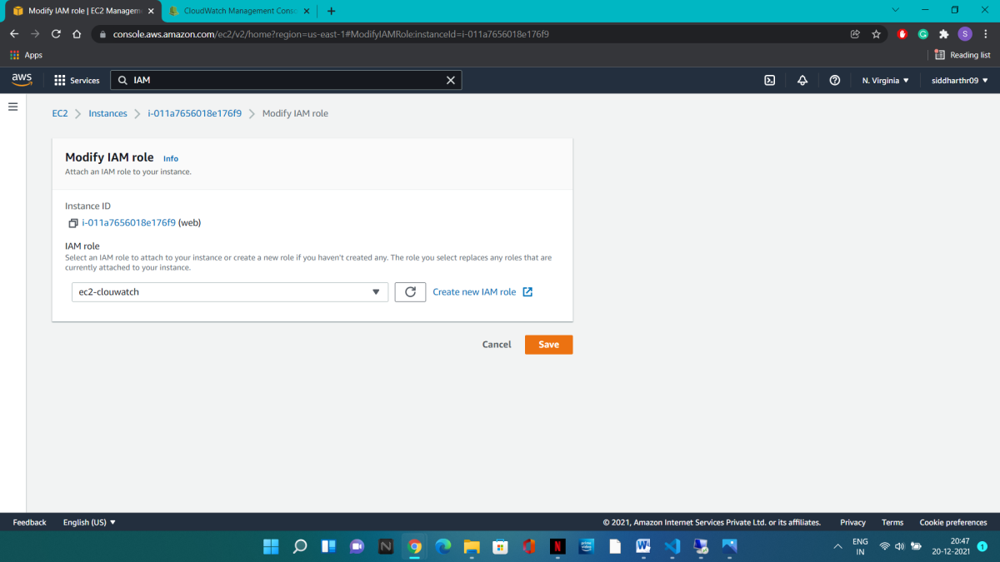 Modify IAM role | EC2 Managem
CloudWatch Management Conso
console.aws.amazon.com/ec2/v2/home?region=us-east-1#ModifyIAMRole:instanceId=i-011a7656018e176f9
S
Apps
Reading list
aws
Services
IAM
N. Virginia
siddharthr09
EC2
Instances
i-011a7656018e176f9
Modify IAM role
Modify IAM role
Info
Attach an IAM role to your instance.
Instance ID
i-011a7656018e176f9 (web)
IAM role
Select an IAM role to attach to your instance or create a new role if you haven't created any. The role you select replaces any roles that are
currently attached to your instance.
ec2-clouwatch
Create new IAM role
Cancel
Save
Feedback
English (US)
© 2021, Amazon Internet Services Private Ltd. or its affiliates.
Privacy
Terms
Cookie preferences
ENG
IN
20:47
20-12-2021
1